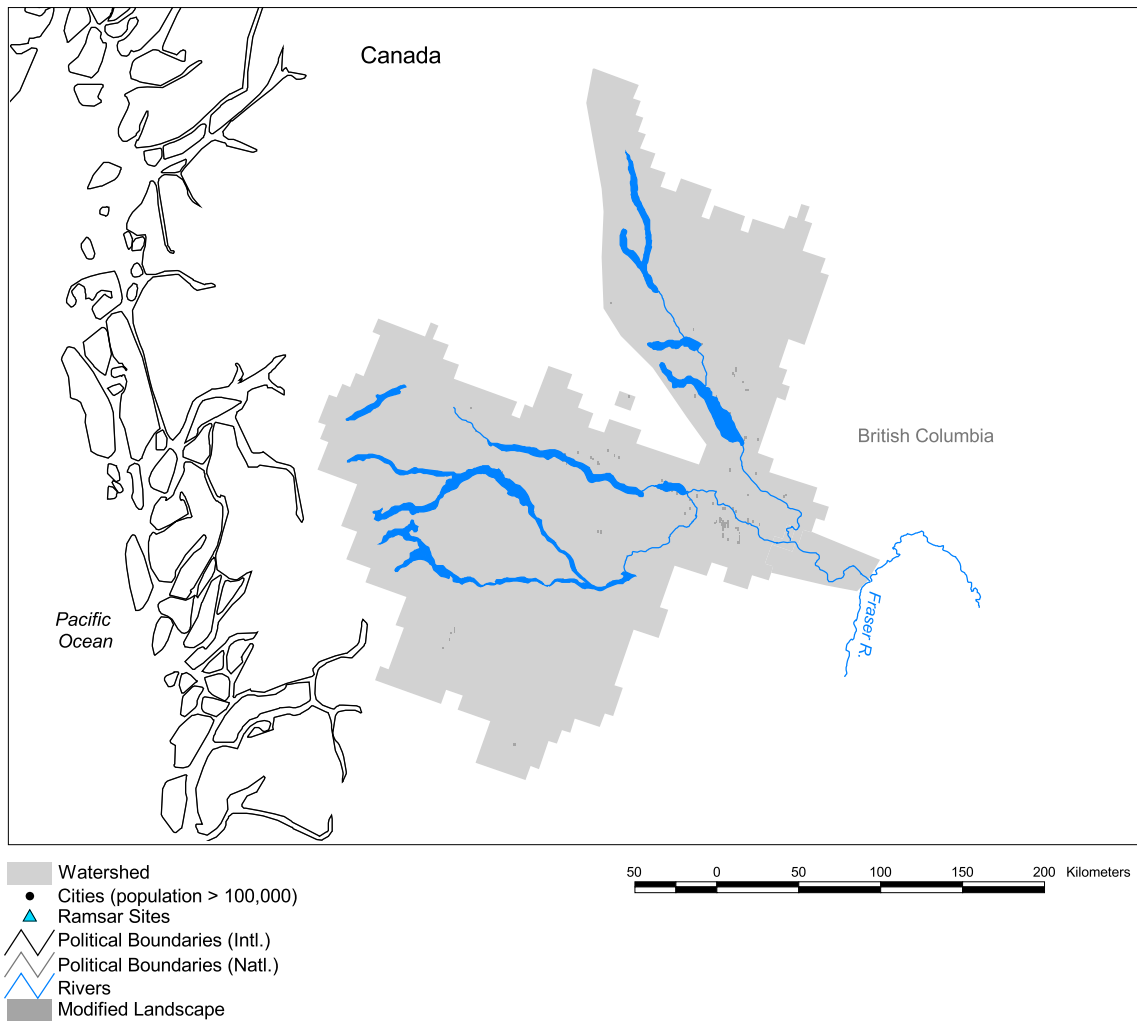 Canada
British Columbia
Fraser R.
Pacific
Ocean
Watershed
Cities (population > 100,000)
Ramsar Sites
Political Boundaries (Intl.)
Political Boundaries (Natl.)
Rivers
Modified Landscape
50 0 50 100 150 200 Kilometers